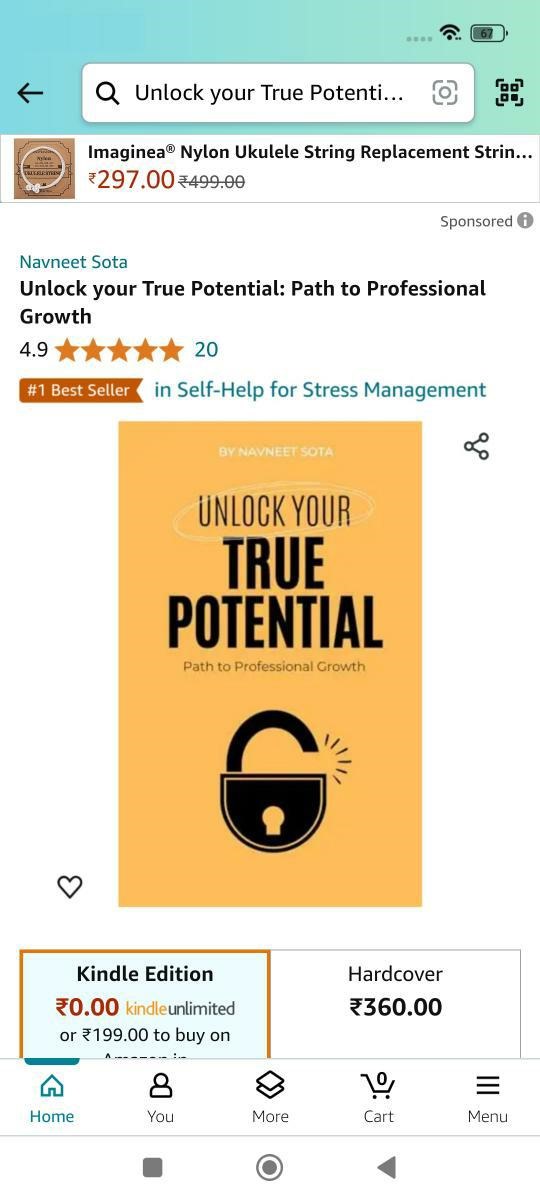 67
Unlock your True Potenti...
Imaginea® Nylon Ukulele String Replacement Strin...
₹297.00 ₹499.00
Sponsored
Navneet Sota
Unlock your True Potential: Path to Professional
Growth
4.9 20
#1 Best Seller in Self-Help for Stress Management
BY NAVNEET SOTA
UNLOCK YOUR
TRUE
POTENTIAL
Path to Professional Growth
Kindle Edition
₹0.00 kindleunlimited
or ₹199.00 to buy on
Amazon.in
Hardcover
₹360.00
Home
You
More
0
Cart
Menu